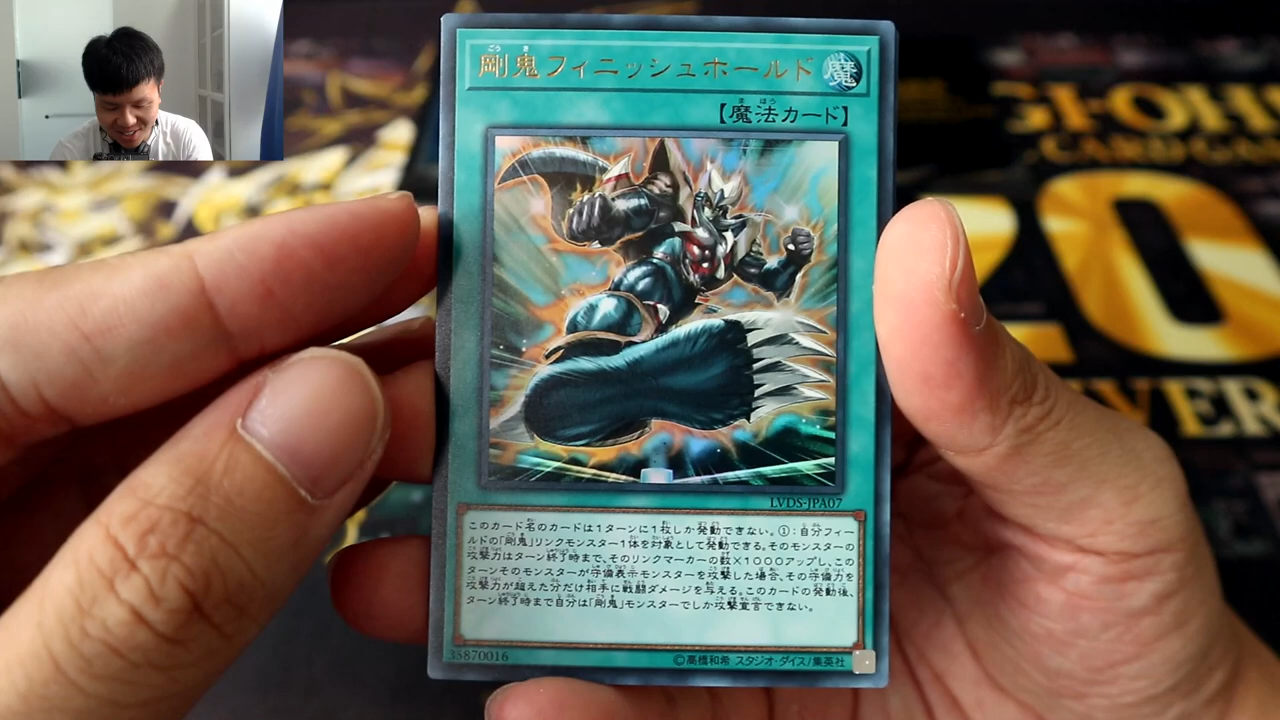 ごうき
剛鬼フィニッシュホールド
魔
まほう
【魔法カード】
GI-OH!
CARD GAME
20
VER
LVDS-JPA07
このカード名のカードは1ターンに1枚しか発動できない。①:自分フィー
ルドの「剛鬼」リンクモンスター1体を対象として発動できる。そのモンスターの
攻撃力はターン終了時まで、そのリンクマーカーの数×1000アップし、この
ターンそのモンスターが守備表示モンスターを攻撃した場合、その守備力を
攻撃力が超えた分だけ相手に戦闘ダメージを与える。このカードの発動後、
ターン終了時まで自分は「剛鬼」モンスターでしか攻撃宣言できない。
35870016
©高橋和希 スタジオ・ダイス/集英社